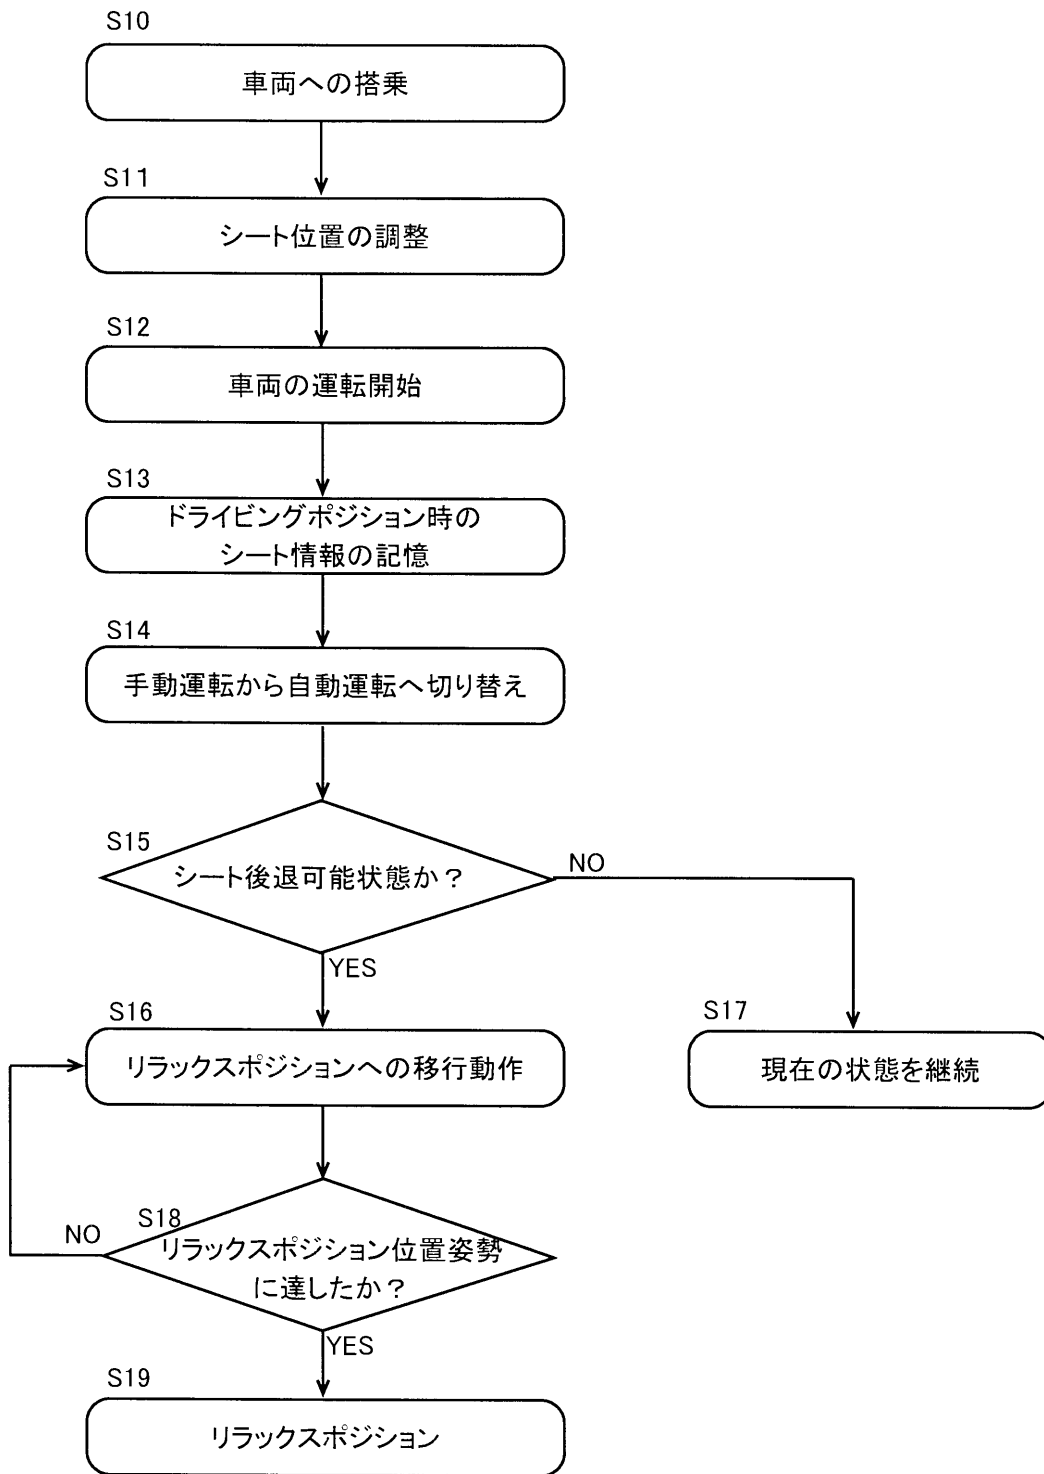 S10
車両への搭乗
S11
シート位置の調整
S12
車両の運転開始
S13
ドライビングポジション時の
シート情報の記憶
S14
手動運転から自動運転へ切り替え
S15
シート後退可能状態か？
NO
YES
S16
リラックスポジションへの移行動作
S17
現在の状態を継続
S18
リラックスポジション位置姿勢
に達したか？
NO
YES
S19
リラックスポジション